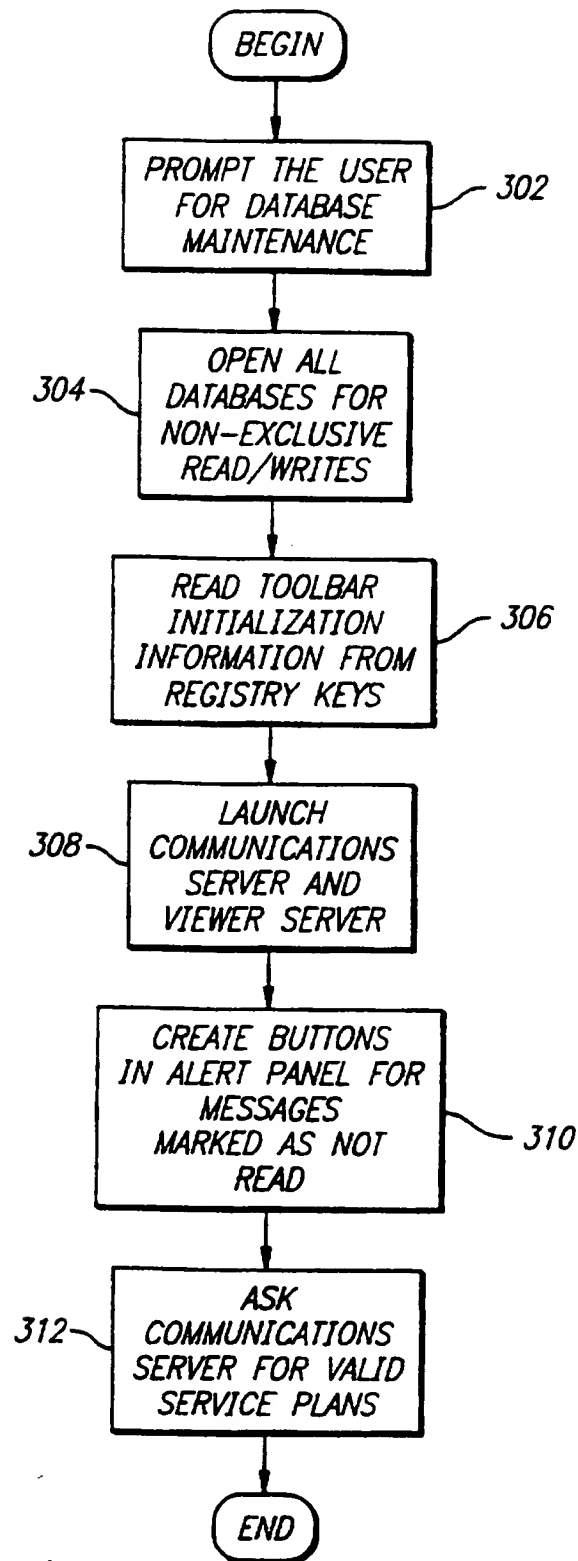 BEGIN
PROMPT THE USER
FOR DATABASE
MAINTENANCE
302
OPEN ALL
DATABASES FOR
NON-EXCLUSIVE
READ/WRITES
304
READ TOOLBAR
INITIALIZATION
INFORMATION FROM
REGISTRY KEYS
306
LAUNCH
COMMUNICATIONS
SERVER AND
VIEWER SERVER
308
CREATE BUTTONS
IN ALERT PANEL FOR
MESSAGES
MARKED AS NOT
READ
310
ASK
COMMUNICATIONS
SERVER FOR VALID
SERVICE PLANS
312
END